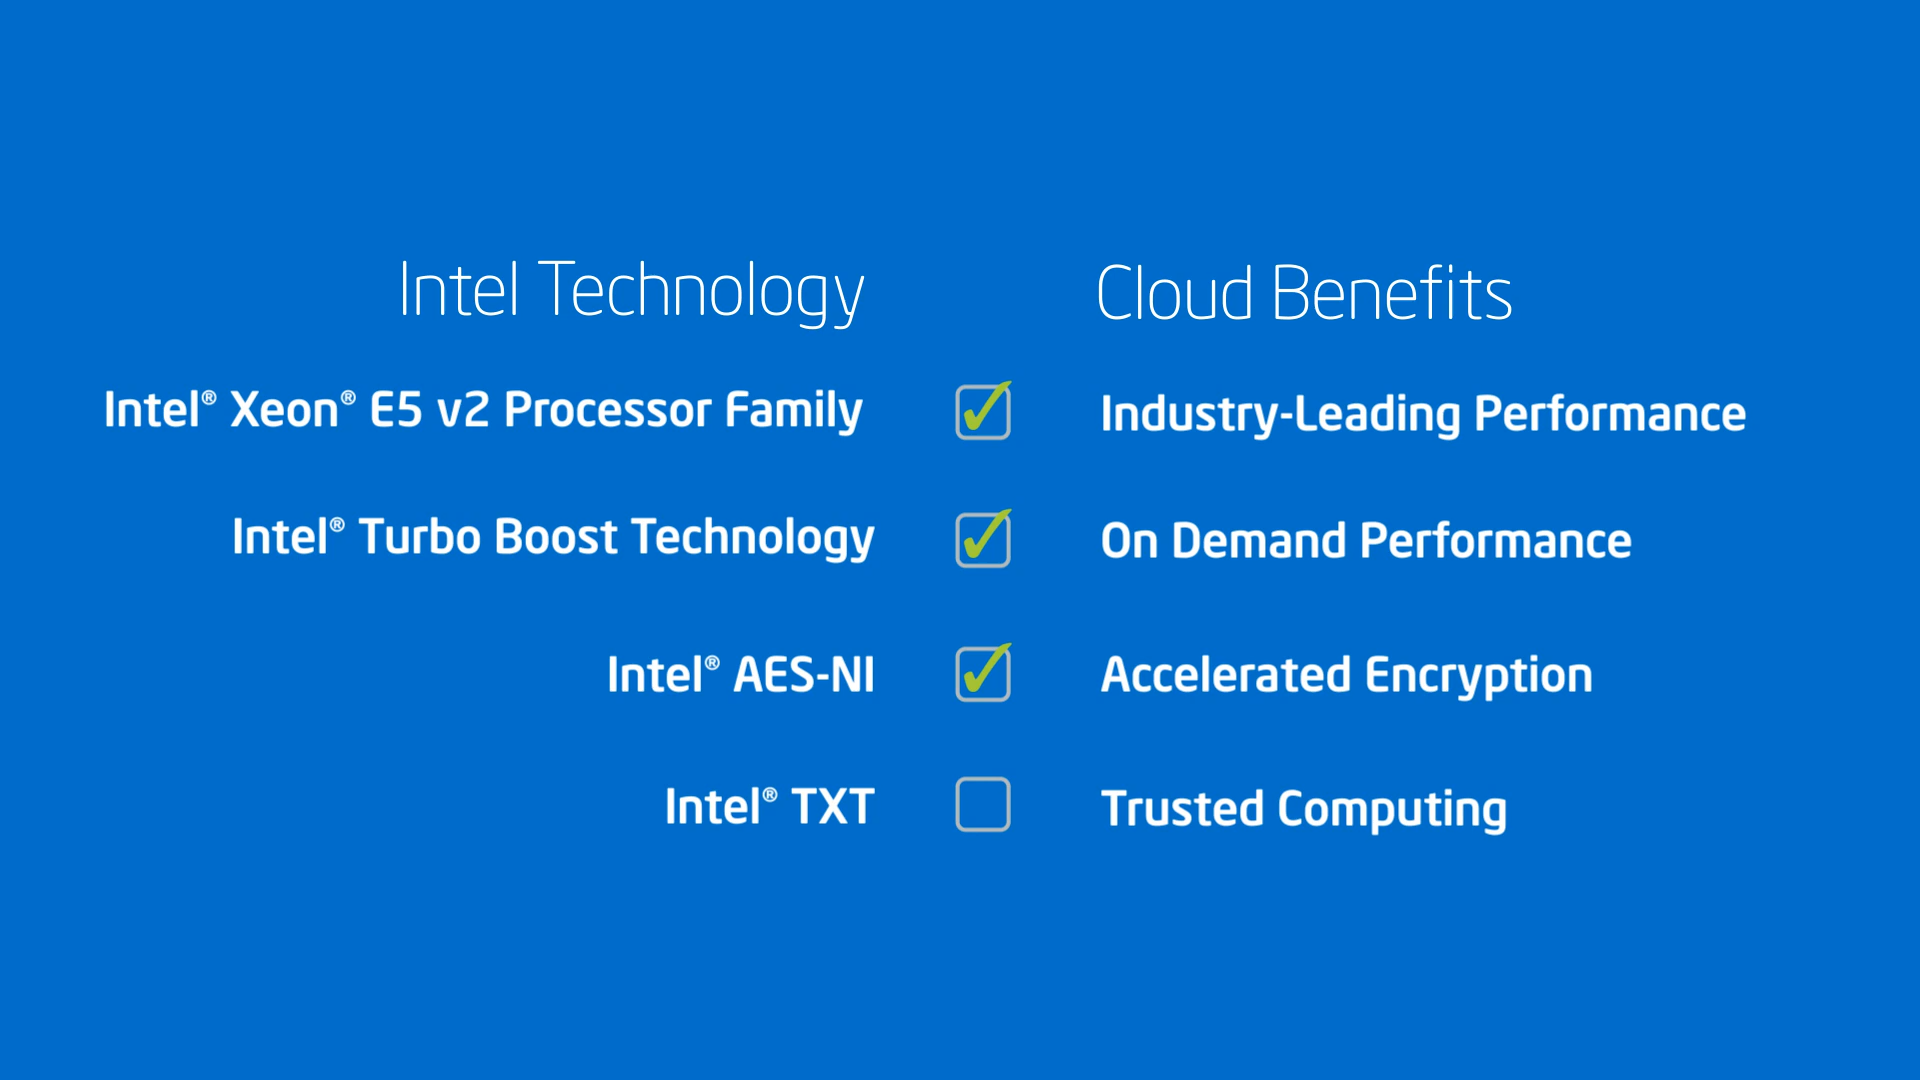 Intel Technology
Cloud Benefits
Intel® Xeon® E5 v2 Processor Family
Industry-Leading Performance
Intel® Turbo Boost Technology
On Demand Performance
Intel® AES-NI
Accelerated Encryption
Intel® TXT
Trusted Computing